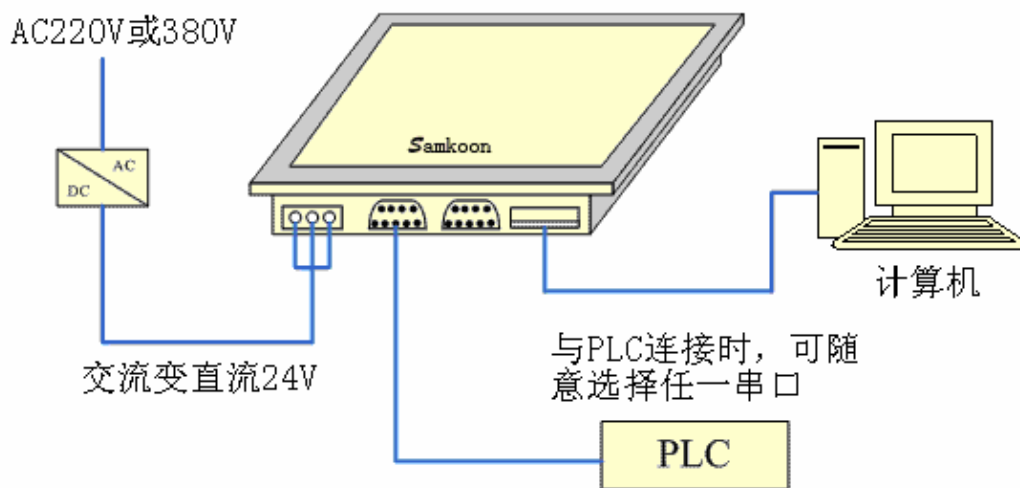 AC220V或380V
Samkoon
AC
DC
计算机
与PLC连接时，可随
意选择任一串口
交流变直流24V
PLC